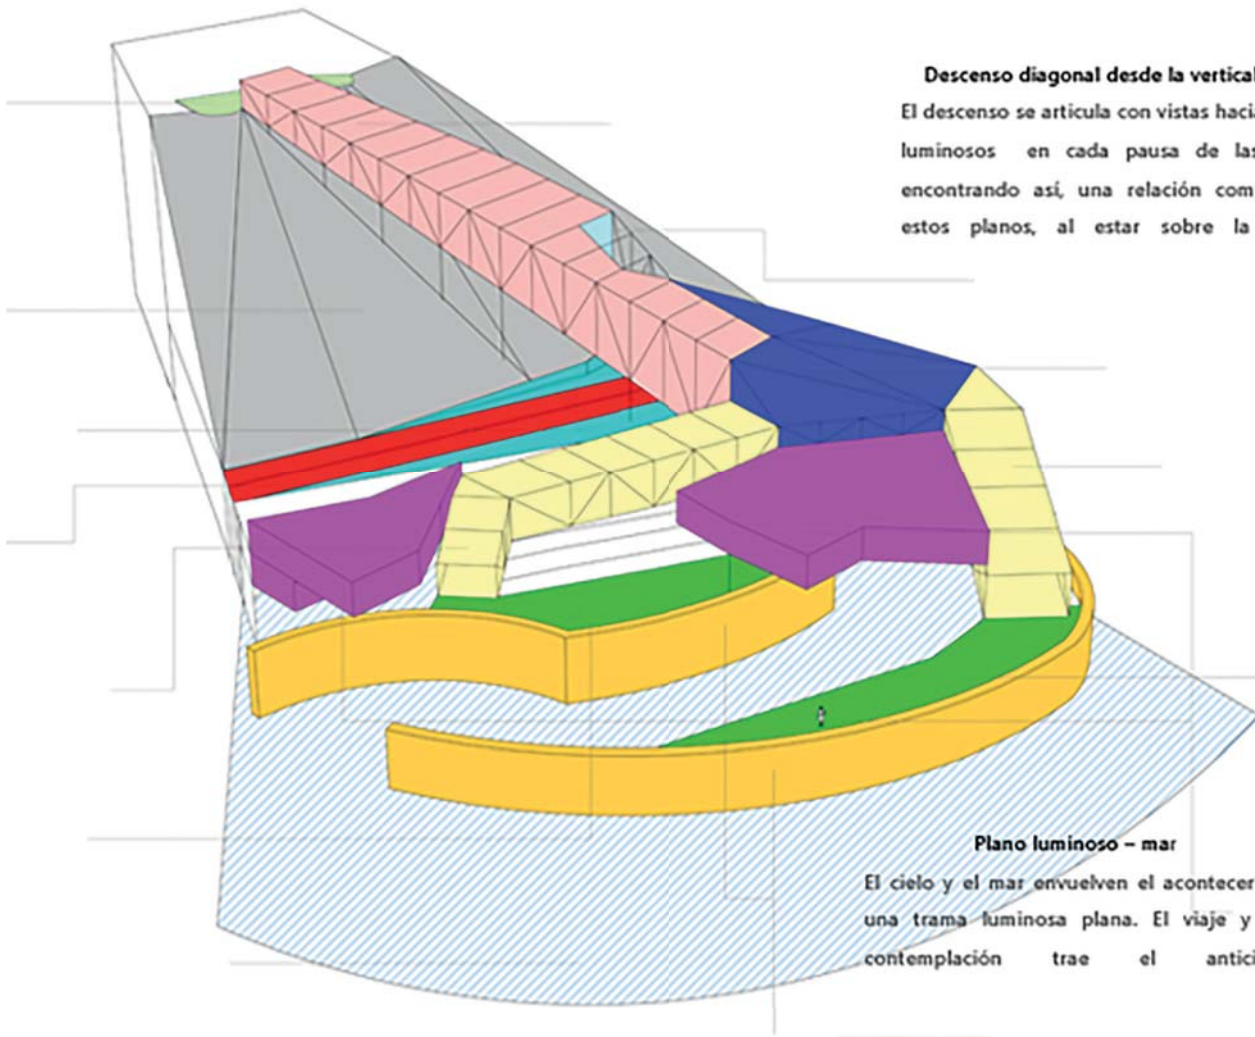 Descenso diagonal desde la vertical
El descenso se articula con vistas hacia
luminosos en cada pausa de las
encontrando así, una relación com
estos planos, al estar sobre la
Plano luminoso – mar
El cielo y el mar envuelven el acontecer
una trama luminosa plana. El viaje y
contemplación trae el antici